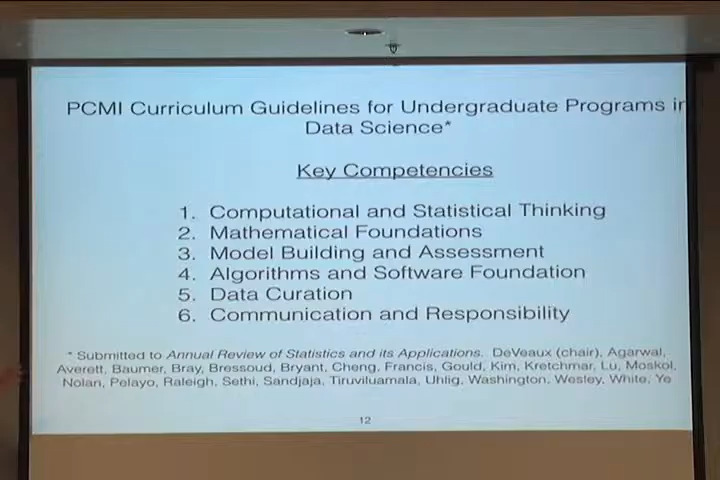 PCMI Curriculum Guidelines for Undergraduate Programs in
Data Science*
Key Competencies
1. Computational and Statistical Thinking
2. Mathematical Foundations
3. Model Building and Assessment
4. Algorithms and Software Foundation
5. Data Curation
6. Communication and Responsibility
* Submitted to Annual Review of Statistics and its Applications. DeVeaux (chair), Agarwal,
Averett, Baumer, Bray, Bressoud, Bryant, Cheng, Francis, Gould, Kim, Kretchmar, Lu, Moskol,
Nolan, Pelayo, Raleigh, Sethi, Sandjaja, Tiruviluamala, Uhlig, Washington, Wesley, White, Ye
12